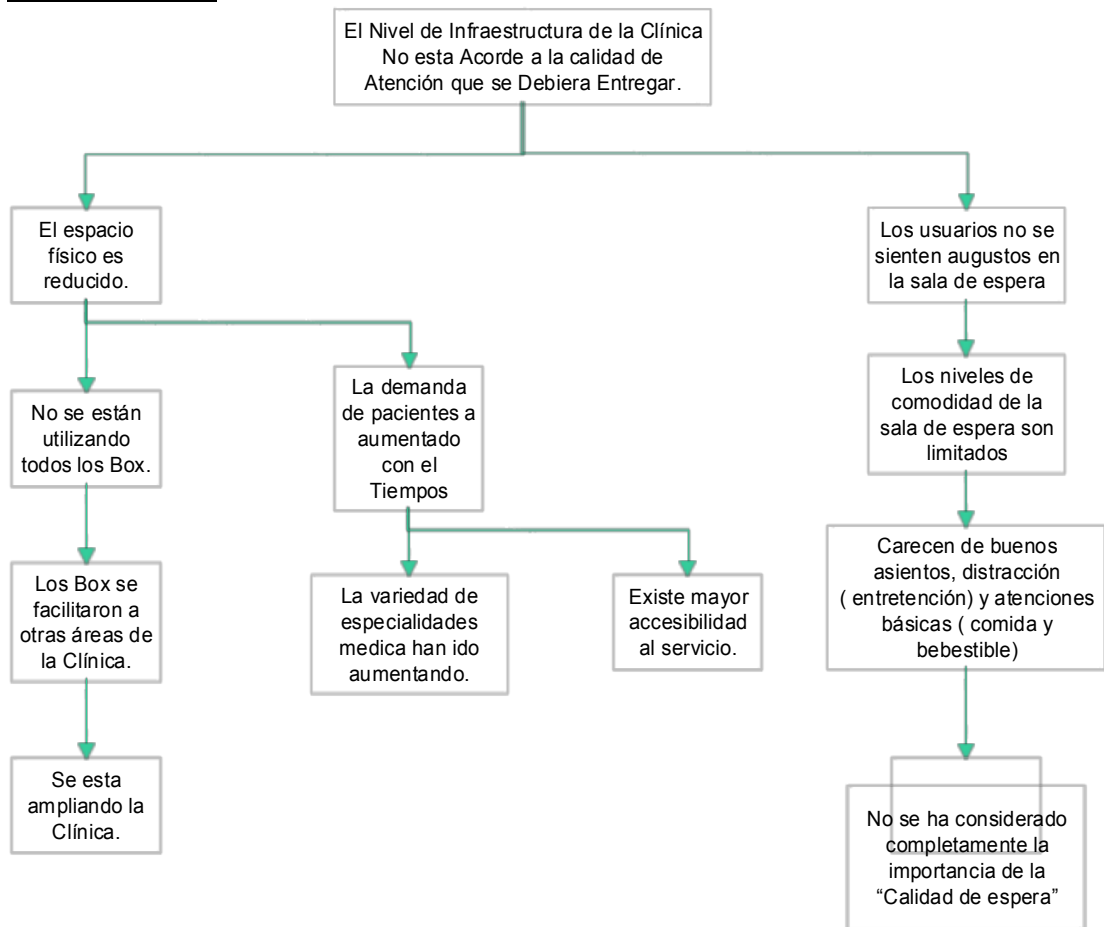 El Nivel de Infraestructura de la Clínica
No esta Acorde a la calidad de
Atención que se Debiera Entregar.
El espacio
físico es
reducido.
Los usuarios no se
sienten augustos en
la sala de espera
No se están
utilizando
todos los Box.
La demanda
de pacientes a
aumentado
con el
Tiempos
Los niveles de
comodidad de la
sala de espera son
limitados
Los Box se
facilitaron a
otras áreas de
la Clínica.
La variedad de
especialidades
medica han ido
aumentando.
Existe mayor
accesibilidad
al servicio.
Carecen de buenos
asientos, distracción
( entretención) y atenciones
básicas ( comida y
bebestible)
Se esta
ampliando la
Clínica.
No se ha considerado
completamente la
importancia de la
“Calidad de espera”